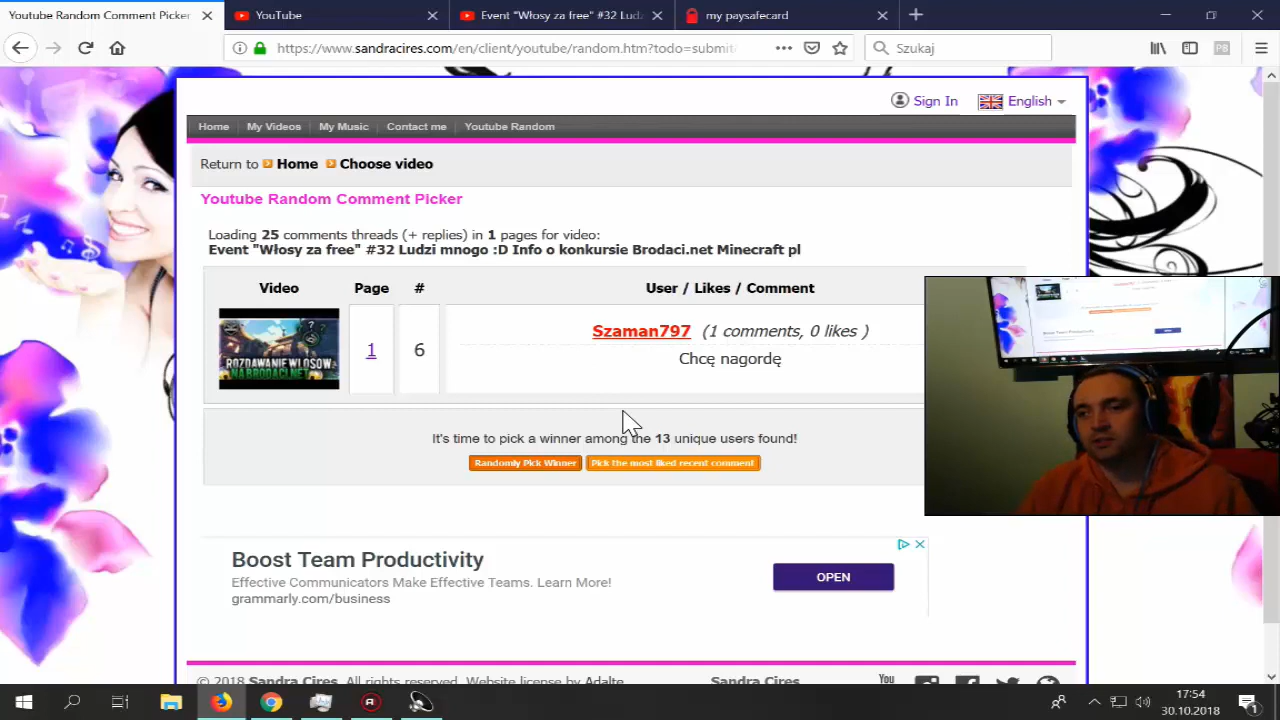 Youtube Random Comment Picker
YouTube
Event "Włosy za free" #32 Ludz
my paysafecard
https://www.sandracires.com/en/client/youtube/random.htm?todo=submit
Szukaj
Sign In
English
Home
My Videos
My Music
Contact me
Youtube Random
Return to Home Choose video
Youtube Random Comment Picker
Loading 25 comments threads (+ replies) in 1 pages for video:
Event "Włosy za free" #32 Ludzi mnogo :D Info o konkursie Brodaci.net Minecraft pl
Video Page # User / Likes / Comment
ROZDAWANIE WŁOSÓW
NA BRODACI.NET
1
6
Szaman797 (1 comments, 0 likes )
Chcę nagordę
It's time to pick a winner among the 13 unique users found!
Randomly Pick Winner
Pick the most liked recent comment
Boost Team Productivity
Effective Communicators Make Effective Teams. Learn More!
grammarly.com/business
OPEN
© 2018 Sandra Cires. All rights reserved. Website license by Adalte
Sandra Cires
You
17:54
30.10.2018
1